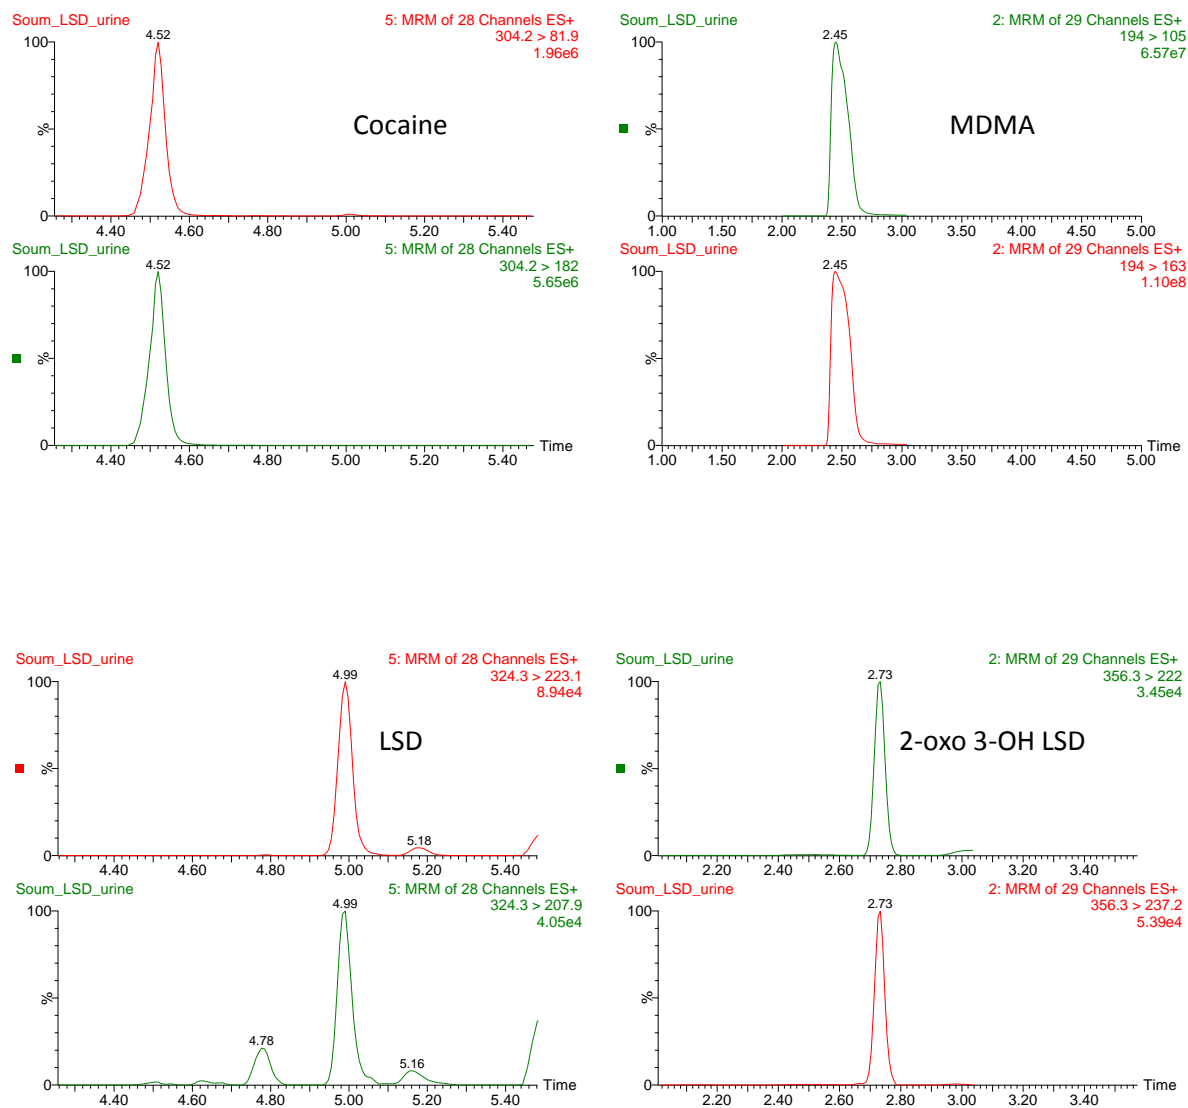 Soum_LSD_urine
5: MRM of 28 Channels ES+
304.2 > 81.9
1.96e6
4.52
100
%
0
Cocaine
4.40 4.60 4.80 5.00 5.20 5.40
Soum_LSD_urine
5: MRM of 28 Channels ES+
304.2 > 182
5.65e6
4.52
100
%
0
Time
4.40 4.60 4.80 5.00 5.20 5.40
Soum_LSD_urine
2: MRM of 29 Channels ES+
194 > 105
6.57e7
2.45
100
%
0
MDMA
1.00 1.50 2.00 2.50 3.00 3.50 4.00 4.50 5.00
Soum_LSD_urine
2: MRM of 29 Channels ES+
194 > 163
1.10e8
2.45
100
%
0
Time
1.00 1.50 2.00 2.50 3.00 3.50 4.00 4.50 5.00
Soum_LSD_urine
5: MRM of 28 Channels ES+
324.3 > 223.1
8.94e4
4.99
100
%
0
LSD
5.18
4.40 4.60 4.80 5.00 5.20 5.40
Soum_LSD_urine
5: MRM of 28 Channels ES+
324.3 > 207.9
4.05e4
4.99
100
%
0
4.78
5.16
Time
4.40 4.60 4.80 5.00 5.20 5.40
Soum_LSD_urine
2: MRM of 29 Channels ES+
356.3 > 222
3.45e4
2.73
100
%
0
2-oxo 3-OH LSD
2.20 2.40 2.60 2.80 3.00 3.20 3.40
Soum_LSD_urine
2: MRM of 29 Channels ES+
356.3 > 237.2
5.39e4
2.73
100
%
0
Time
2.20 2.40 2.60 2.80 3.00 3.20 3.40